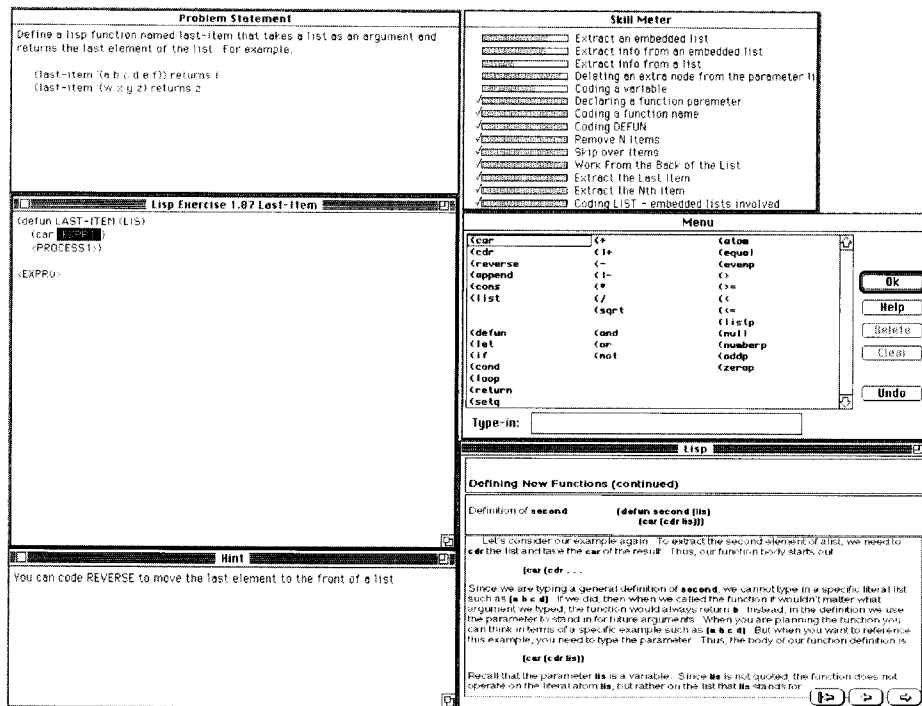 Problem Statement
Define a lisp function named last-item that takes a list as an argument and
returns the last element of the list. For example,
(last-item '(a b c d e f)) returns f
(last-item '(w x y z) returns z
Skill Meter
Extract an embedded list
Extract info from an embedded list
Extract info from a list
Deleting an extra node from the parameter li
Coding a variable
√ Declaring a function parameter
√ Coding a function name
√ Coding DEFUN
√ Remove N items
√ Skip over items
√ Work From the Back of the List
√ Extract the Last Item
√ Extract the Nth Item
√ Coding LIST - embedded lists involved
Lisp Exercise 1.87 Last-Item
(defun LAST-ITEM (LIS)
(car )
<PROCESS1>)
<EXPR0>
Menu
(car (+ (atom
(cdr (1+ (equal
(reverse (- (evenp
(append (1- (>
(cons (* (>=
(list (/ (<
(sqrt (<=
(listp
(defun (and (null
(let (or (numberp
(if (not (oddp
(cond (zerop
(loop
(return
(setq
Ok
Help
Delete
Clear
Undo
Type-in:
Hint
You can code REVERSE to move the last element to the front of a list
Lisp
Defining New Functions (continued)
Definition of second (defun second (lis)
(car (cdr lis)))
Let's consider our example again. To extract the second element of a list, we need to
cdr the list and take the car of the result. Thus, our function body starts out
(car (cdr . . .
Since we are typing a general definition of second, we cannot type in a specific literal list
such as (a b c d). If we did, then when we called the function it wouldn't matter what
argument we typed, the function would always return b. Instead, in the definition we use
the parameter to stand in for future arguments. When you are planning the function you
can think in terms of a specific example such as (a b c d). But when you want to reference
this example, you need to type the parameter. Thus, the body of our function definition is
(car (cdr lis))
Recall that the parameter lis is a variable. Since lis is not quoted, the function does not
operate on the literal atom lis, but rather on the list that lis stands for